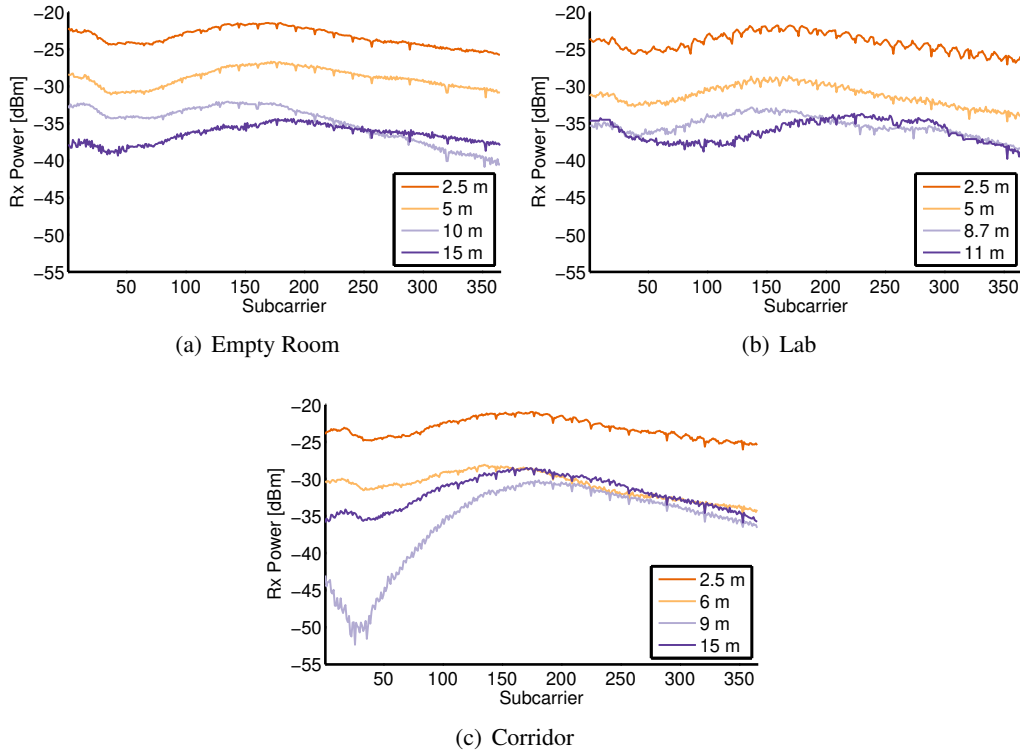 −20
−25
−30
−35
−40
−45
−50
−55
Rx Power [dBm]
50 100 150 200 250 300 350
Subcarrier
2.5 m
5 m
10 m
15 m
(a) Empty Room
−20
−25
−30
−35
−40
−45
−50
−55
Rx Power [dBm]
50 100 150 200 250 300 350
Subcarrier
2.5 m
5 m
8.7 m
11 m
(b) Lab
−20
−25
−30
−35
−40
−45
−50
−55
Rx Power [dBm]
50 100 150 200 250 300 350
Subcarrier
2.5 m
6 m
9 m
15 m
(c) Corridor